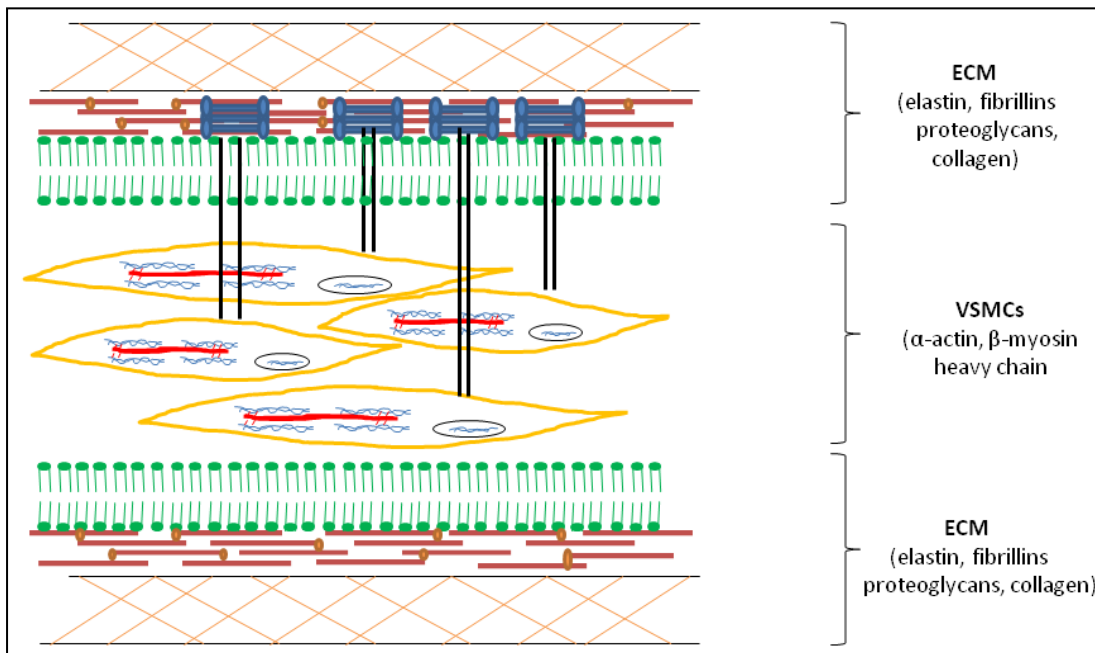 ECM
(elastin, fibrillins
proteoglycans,
collagen)
VSMCs
(α-actin, β-myosin
heavy chain
ECM
(elastin, fibrillins
proteoglycans, collagen)